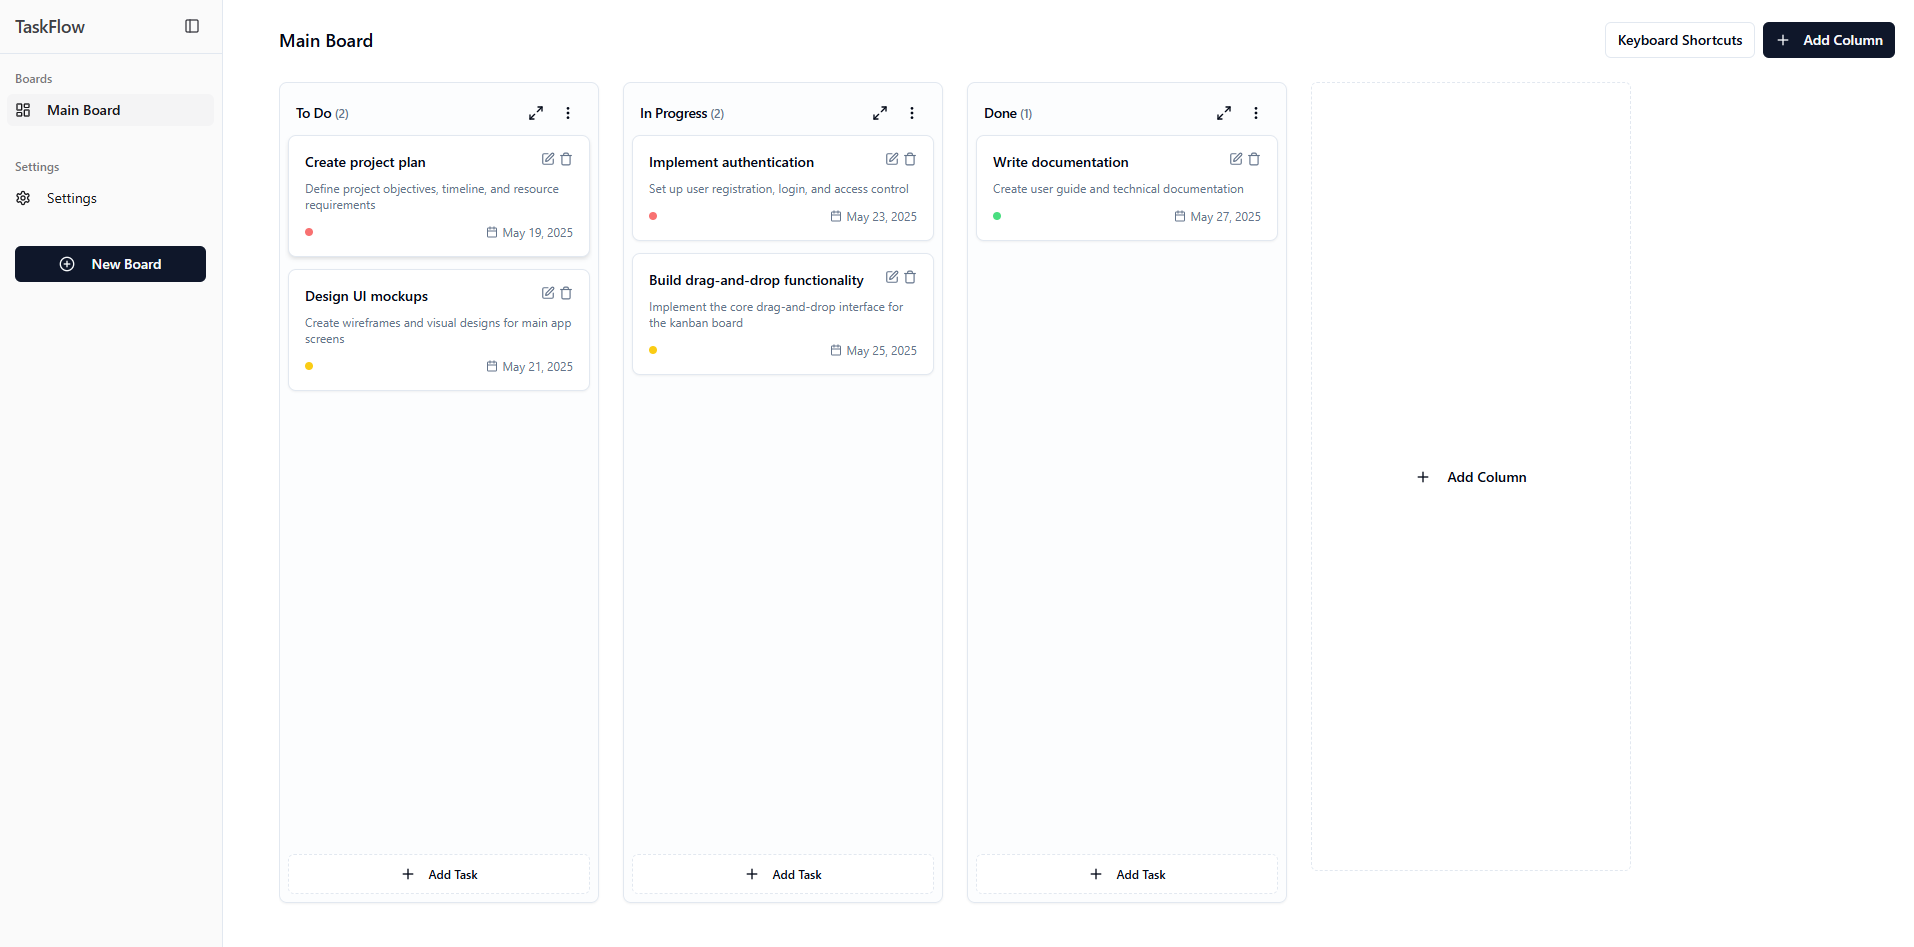 TaskFlow
Boards
Main Board
Settings
Settings
New Board
Main Board
Keyboard Shortcuts
Add Column
To Do (2)
Create project plan
Define project objectives, timeline, and resource
requirements
May 19, 2025
Design UI mockups
Create wireframes and visual designs for main app
screens
May 21, 2025
Add Task
In Progress (2)
Implement authentication
Set up user registration, login, and access control
May 23, 2025
Build drag-and-drop functionality
Implement the core drag-and-drop interface for
the kanban board
May 25, 2025
Add Task
Done (1)
Write documentation
Create user guide and technical documentation
May 27, 2025
Add Task
Add Column